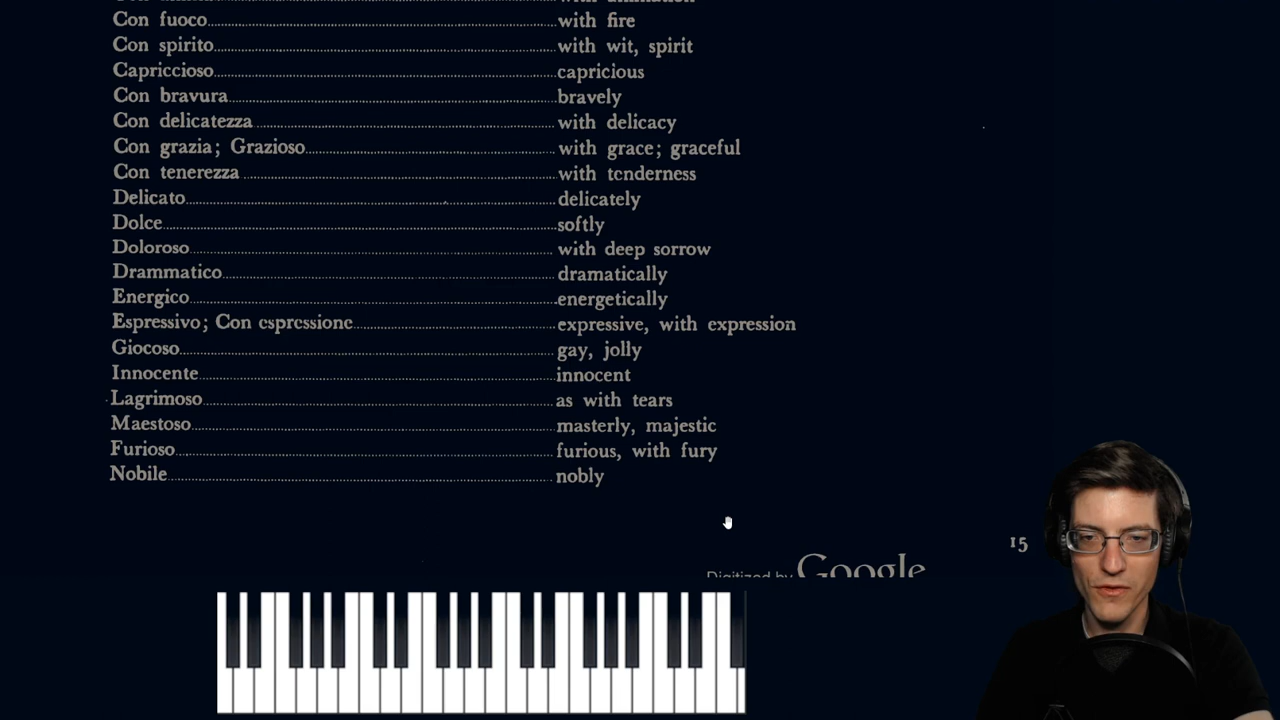 Con fuoco with fire
Con spirito with wit, spirit
Capriccioso capricious
Con bravura bravely
Con delicatezza with delicacy
Con grazia; Grazioso with grace; graceful
Con tenerezza with tenderness
Delicato delicately
Dolce softly
Doloroso with deep sorrow
Drammatico dramatically
Energico energetically
Espressivo; Con espressione expressive, with expression
Giocoso gay, jolly
Innocente innocent
Lagrimoso as with tears
Maestoso masterly, majestic
Furioso furious, with fury
Nobile nobly
15
Digitized by Google